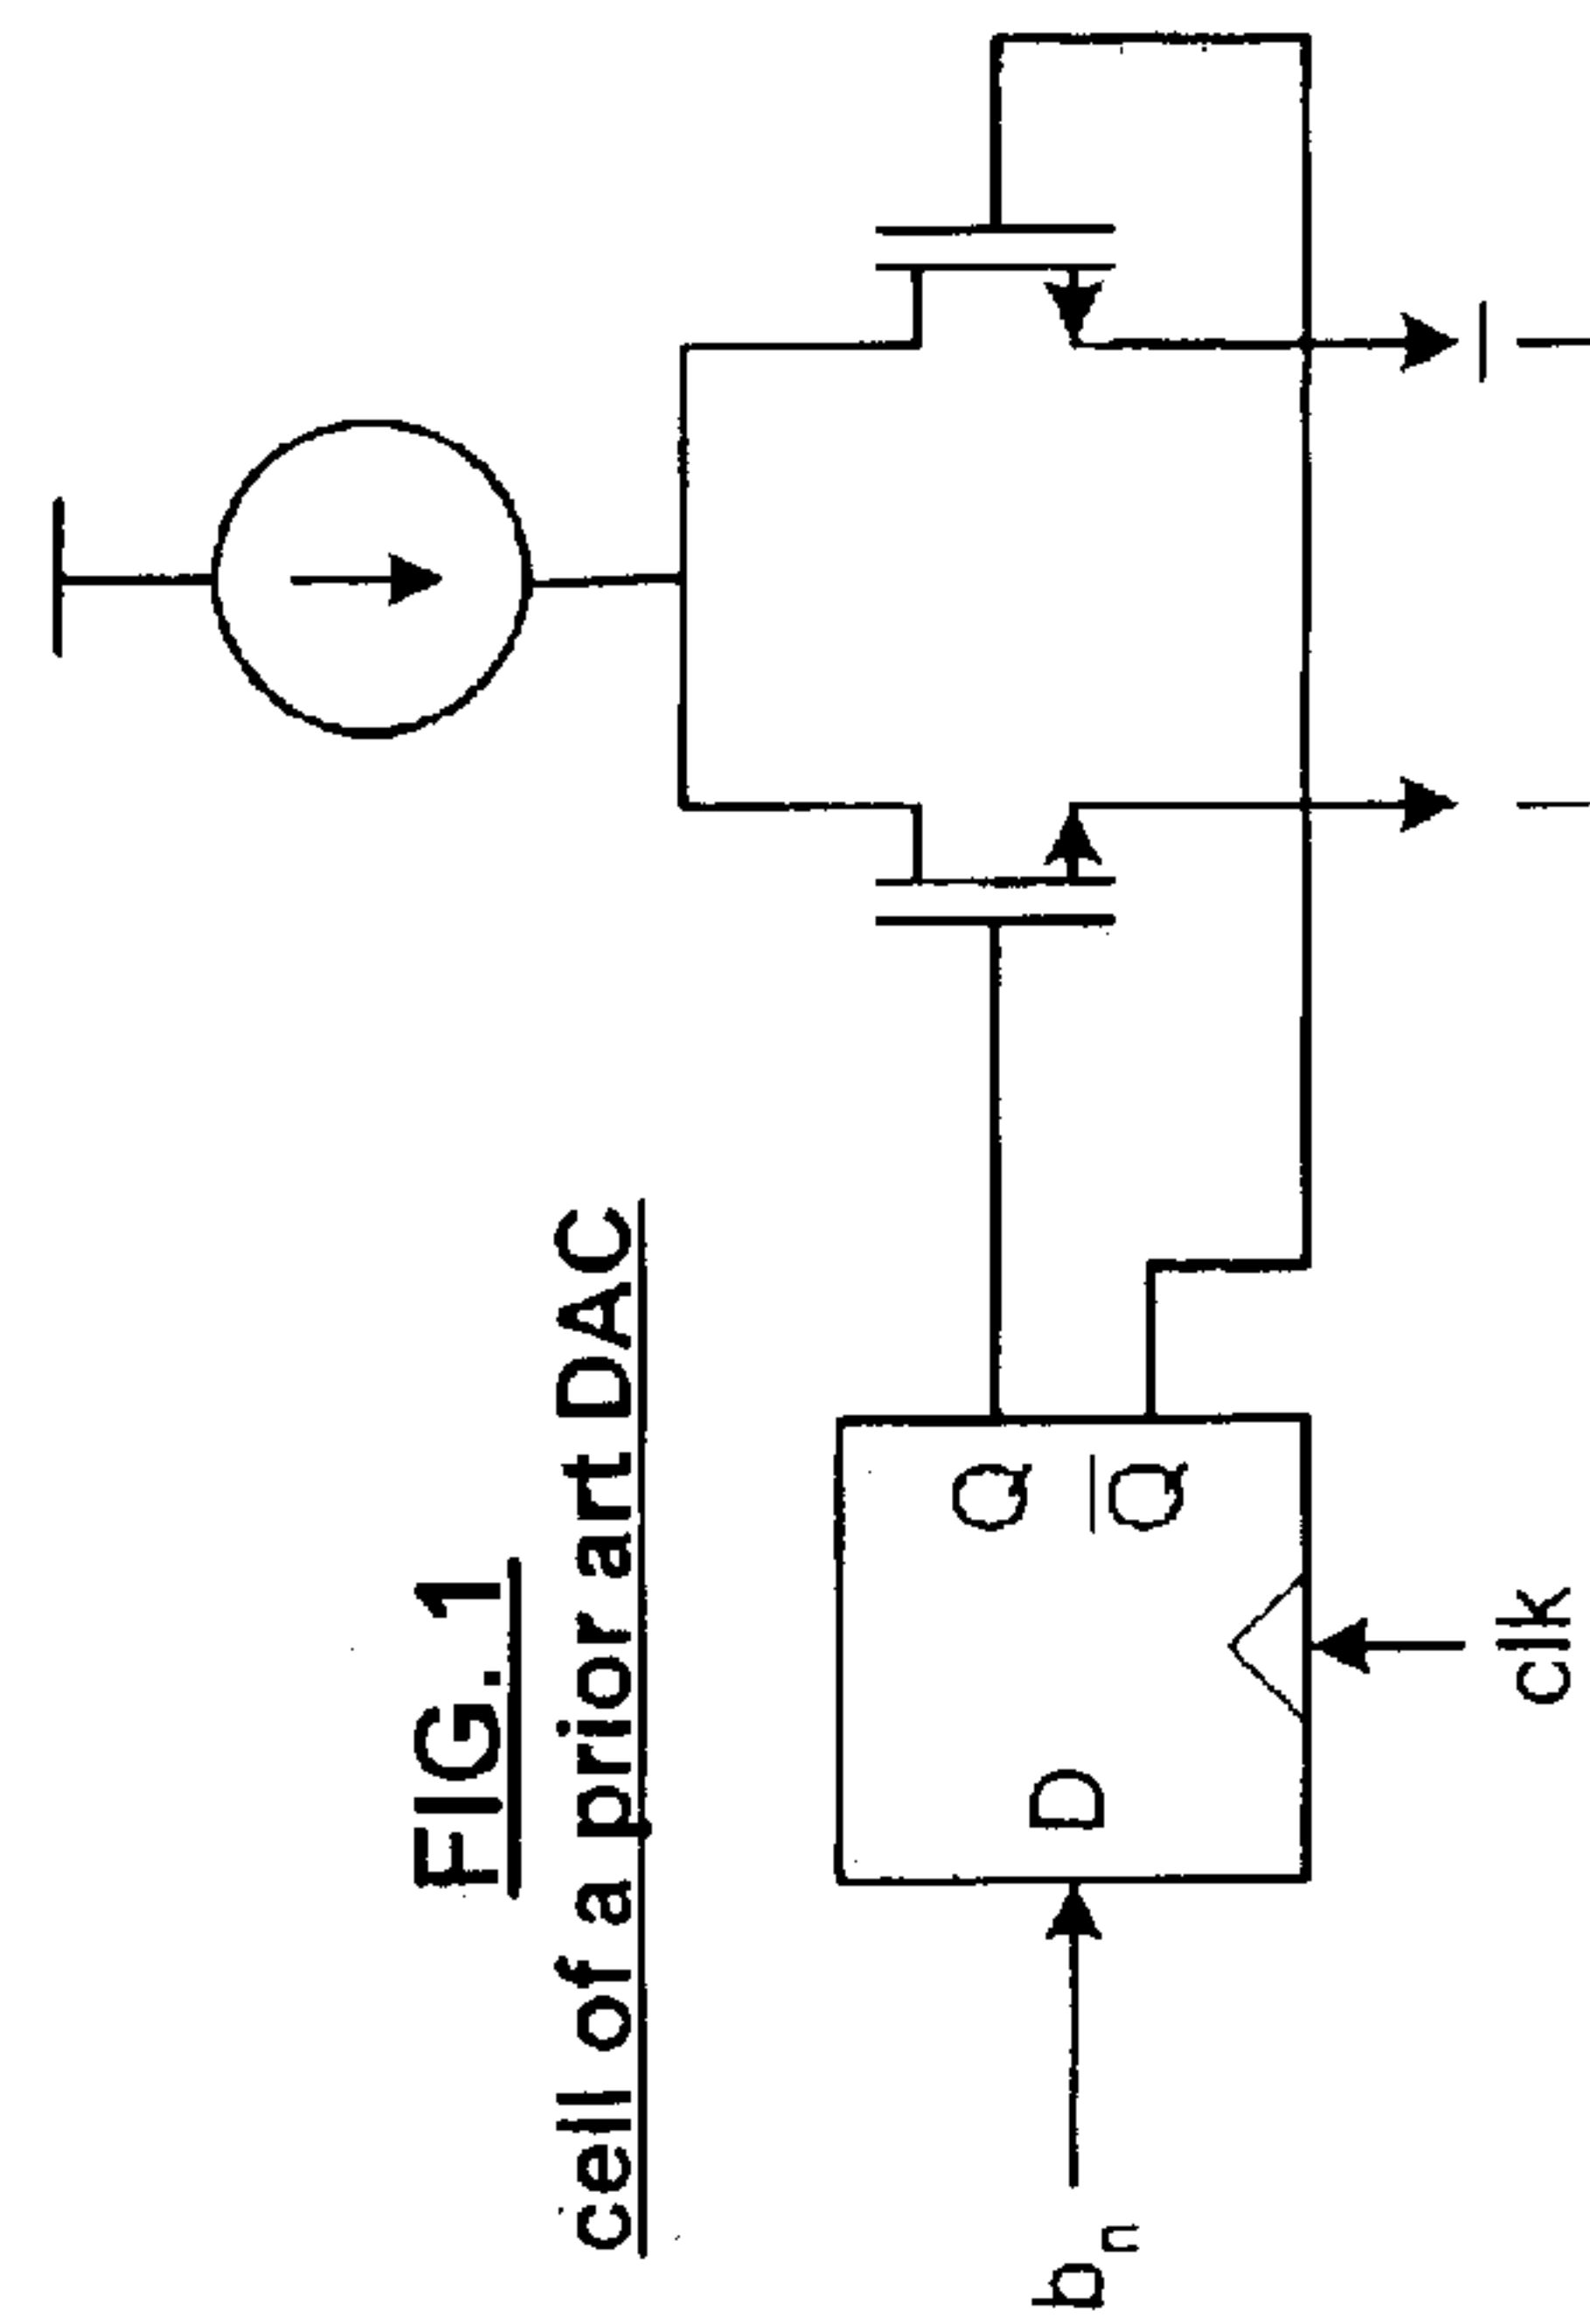 FIG. 1
cell of a prior art DAC
D
Q
Q̅
b_n
clk
I
I̅